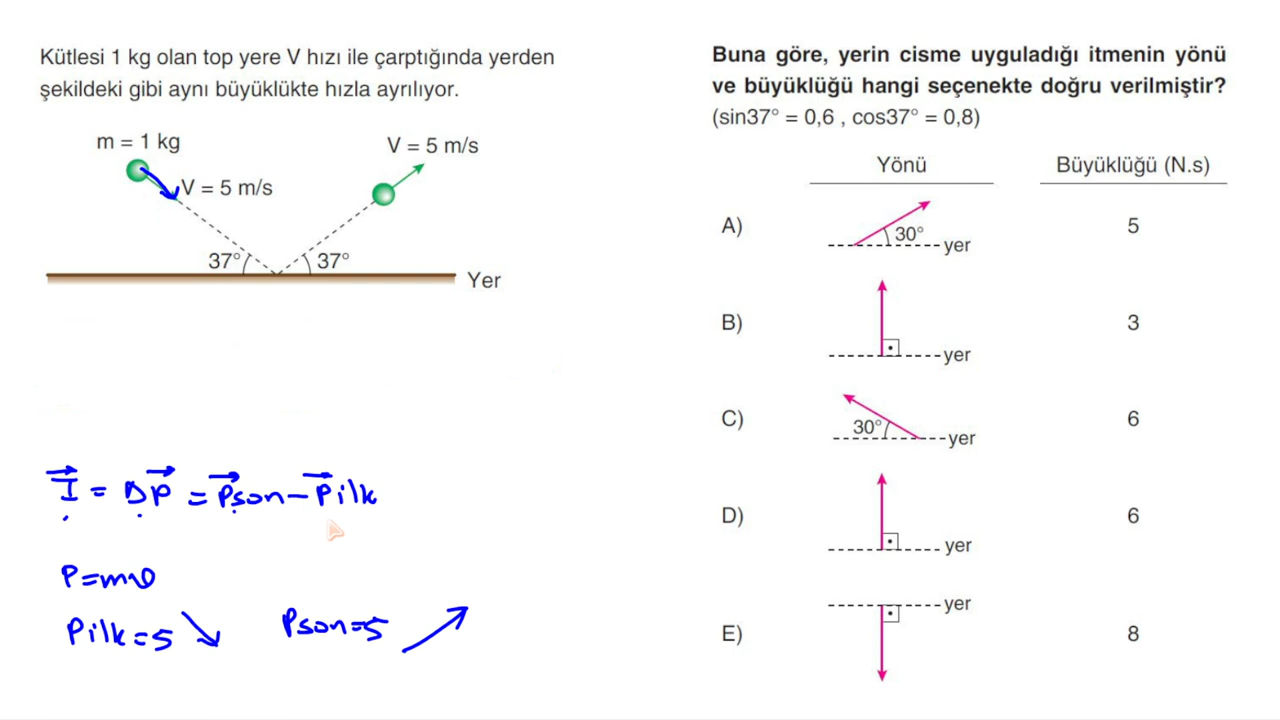 Kütlesi 1 kg olan top yere V hızı ile çarptığında yerden
şekildeki gibi aynı büyüklükte hızla ayrılıyor.
m = 1 kg
V = 5 m/s
V = 5 m/s
37°
37°
Yer
I = ΔP = Pson - Pilk
P = mv
Pilk = 5
Pson = 5
Buna göre, yerin cisme uyguladığı itmenin yönü
ve büyüklüğü hangi seçenekte doğru verilmiştir?
(sin37° = 0,6 , cos37° = 0,8)
Yönü Büyüklüğü (N.s)
A) 30° yer 5
B) yer 3
C) 30° yer 6
D) yer 6
E) yer 8